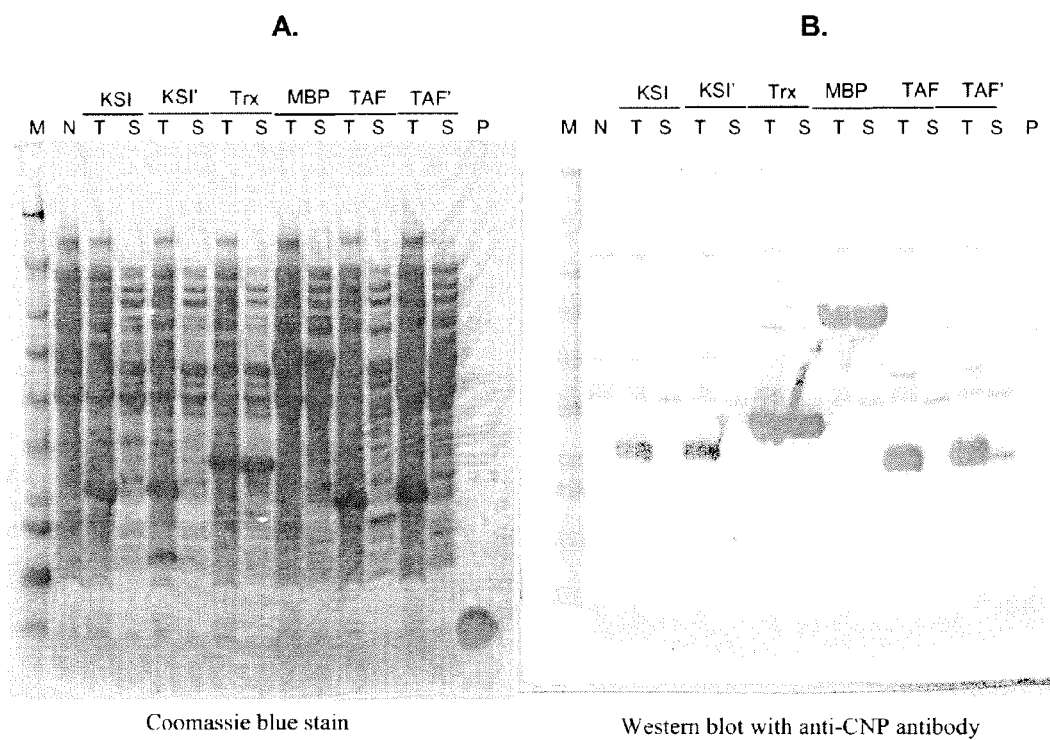 A.
KSI KSI' Trx MBP TAF TAF'
M N T S T S T S T S T S T S P
Coomassie blue stain
B.
KSI KSI' Trx MBP TAF TAF'
M N T S T S T S T S T S P
Western blot with anti-CNP antibody